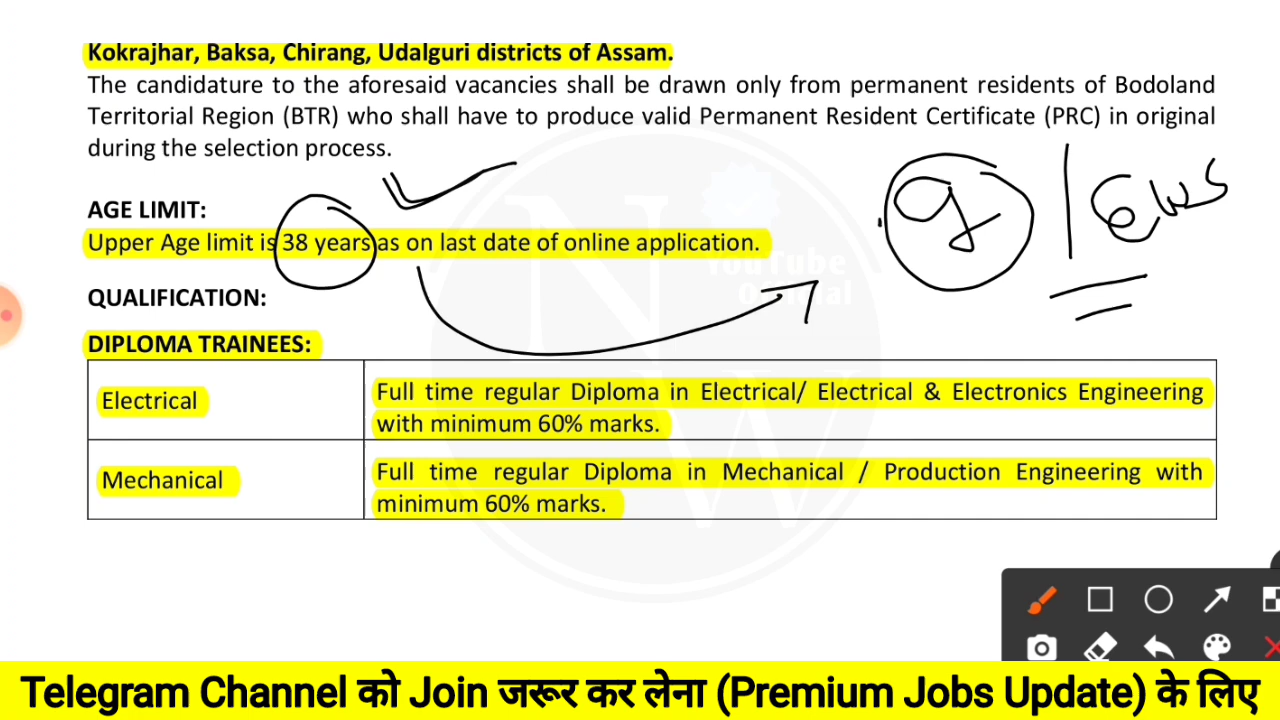 Kokrajhar, Baksa, Chirang, Udalguri districts of Assam.
The candidature to the aforesaid vacancies shall be drawn only from permanent residents of Bodoland
Territorial Region (BTR) who shall have to produce valid Permanent Resident Certificate (PRC) in original
during the selection process.
AGE LIMIT:
Upper Age limit is 38 years as on last date of online application.
EWS
YouTube
Official
QUALIFICATION:
DIPLOMA TRAINEES:
Electrical
Full time regular Diploma in Electrical/ Electrical & Electronics Engineering
with minimum 60% marks.
Mechanical
Full time regular Diploma in Mechanical / Production Engineering with
minimum 60% marks.
N
W
Telegram Channel को Join जरूर कर लेना (Premium Jobs Update) के लिए